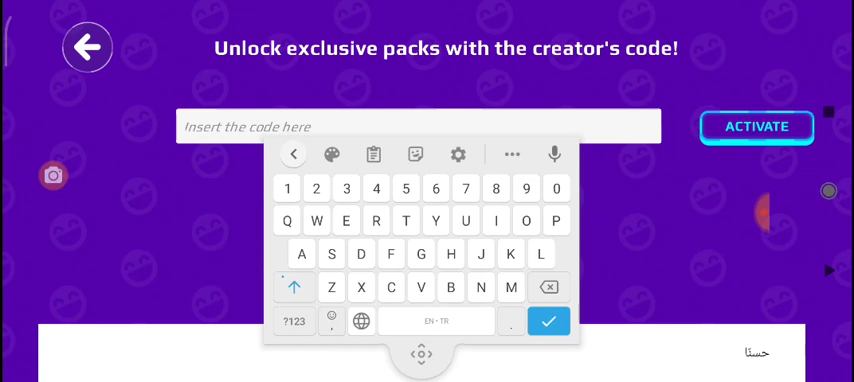 Unlock exclusive packs with the creator's code!
Insert the code here
ACTIVATE
1 2 3 4 5 6 7 8 9 0
Q W E R T Y U I O P
A S D F G H J K L
Z X C V B N M
?123 , EN • TR .
حسنًا